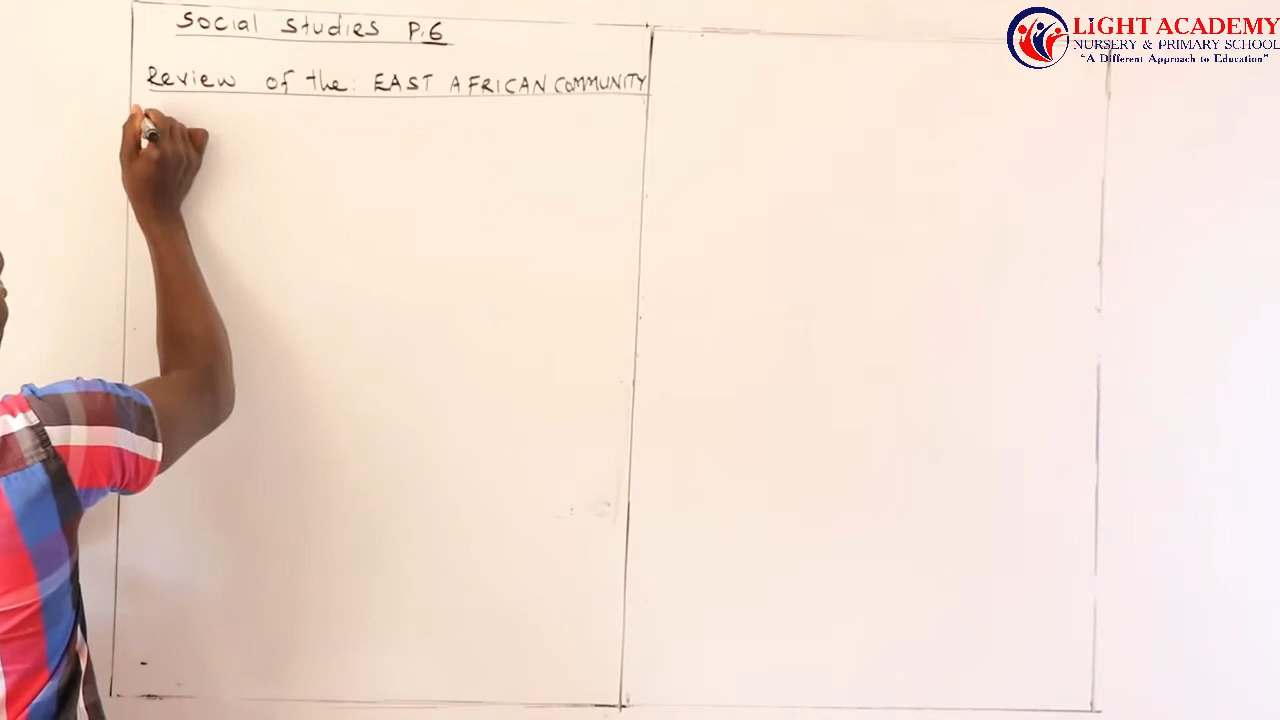 Social Studies P.6
Review of the: EAST AFRICAN COMMUNITY
LIGHT ACADEMY
NURSERY & PRIMARY SCHOOL
"A Different Approach to Education"